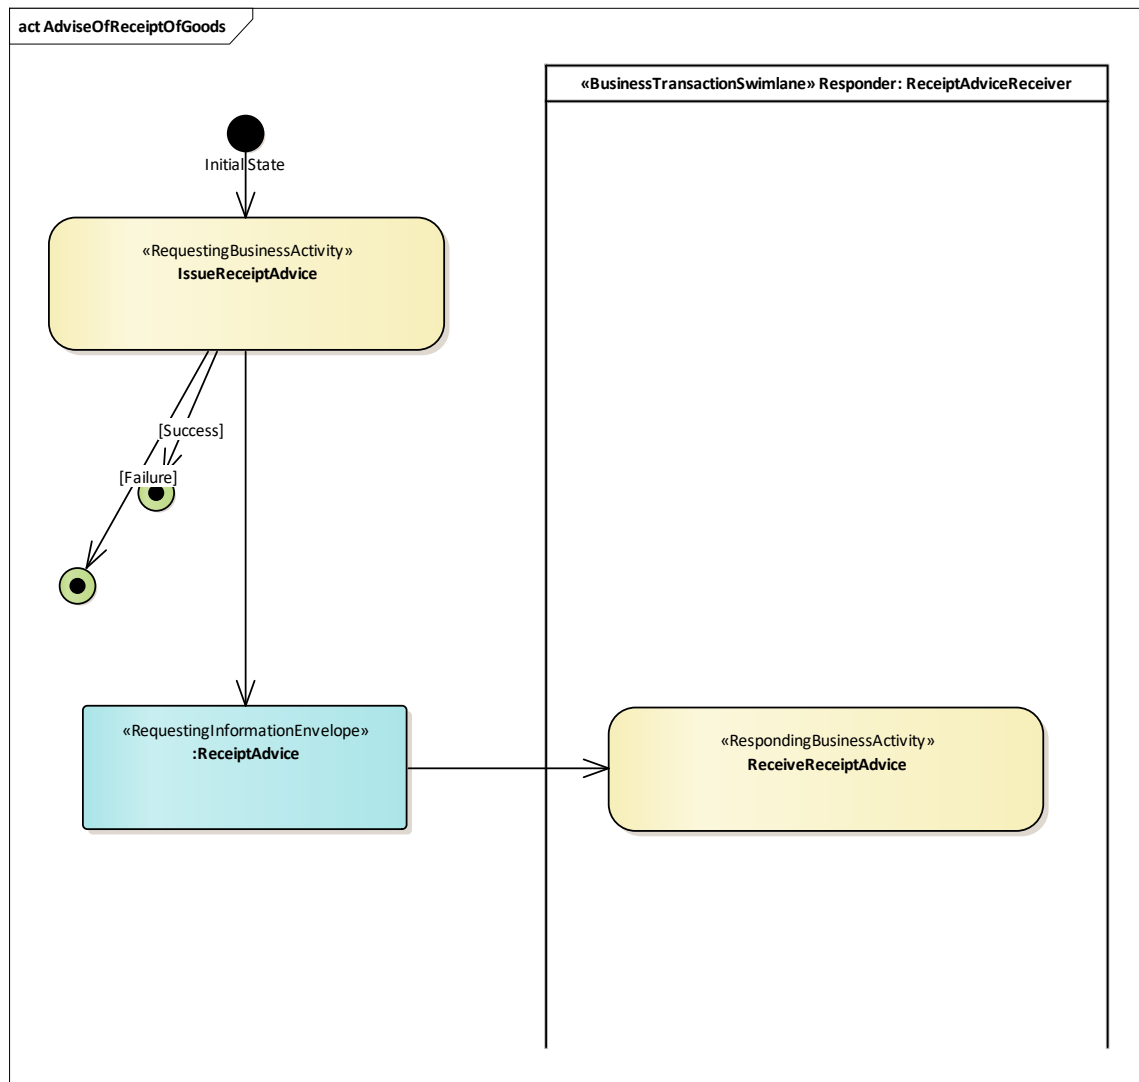 act AdviseOfReceiptOfGoods
«BusinessTransactionSwimlane» Responder: ReceiptAdviceReceiver
Initial State
«RequestingBusinessActivity»
IssueReceiptAdvice
[Success]
[Failure]
«RequestingInformationEnvelope»
:ReceiptAdvice
«RespondingBusinessActivity»
ReceiveReceiptAdvice